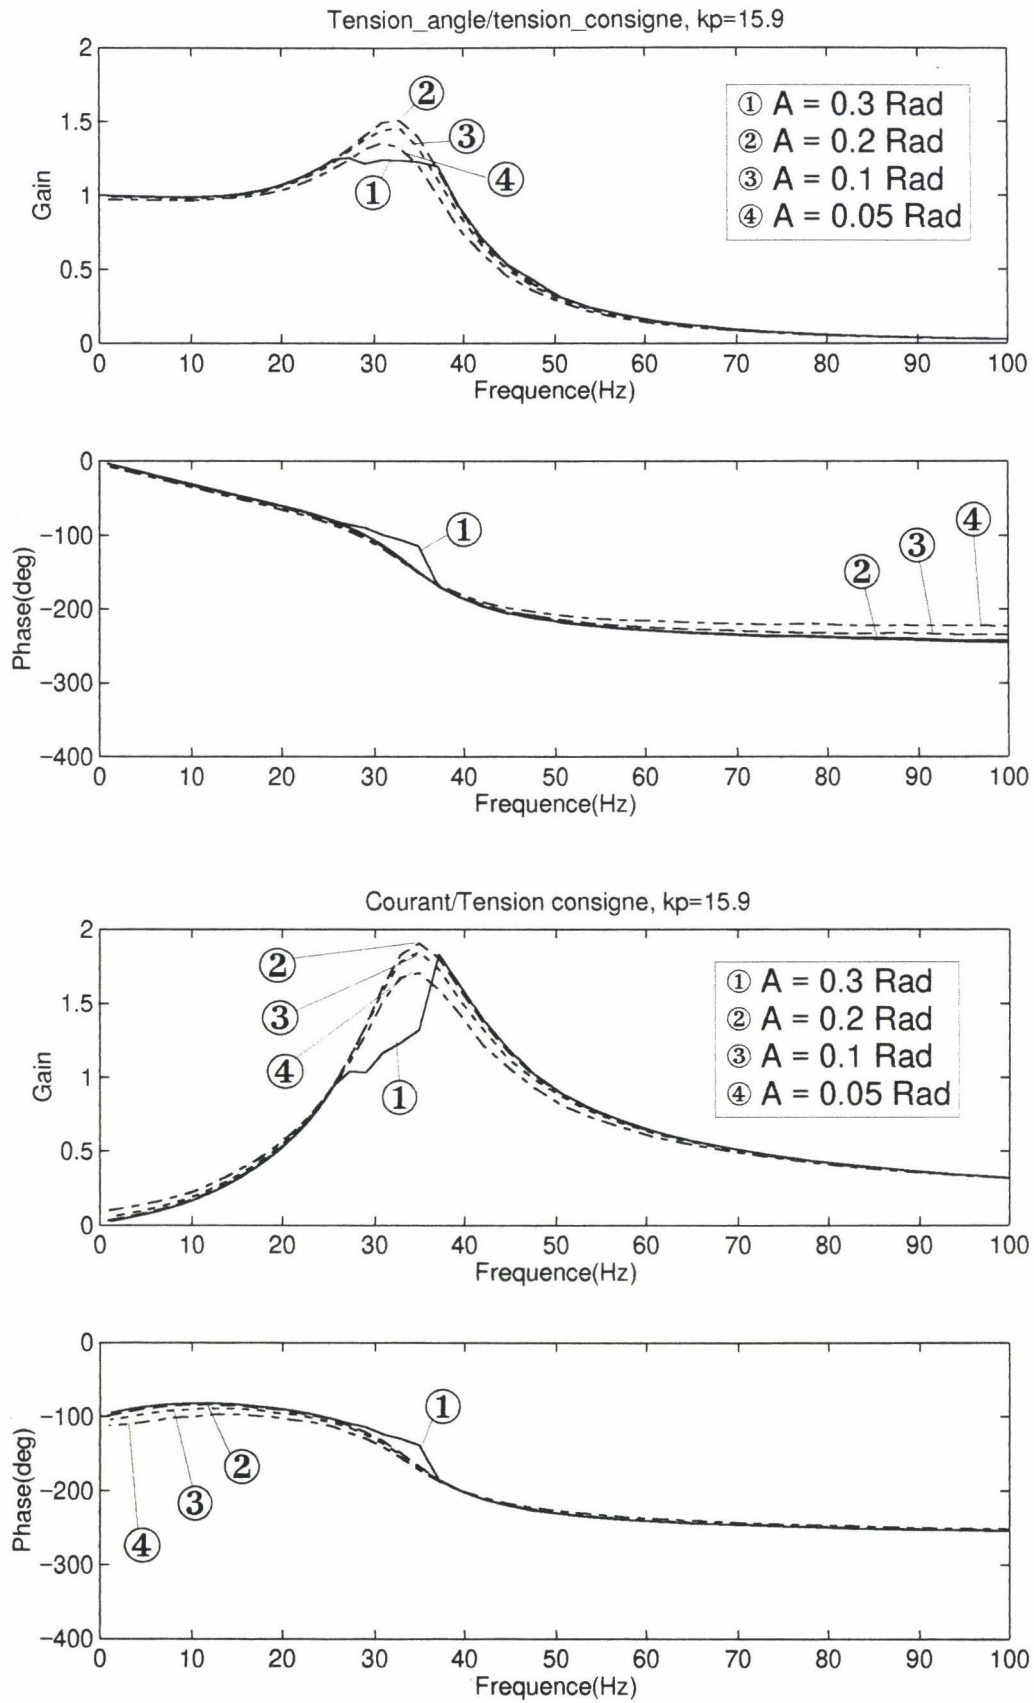 Tension_angle/tension_consigne, kp=15.9
2
1.5
1
0.5
0
Gain
② 
③
④
①
① A = 0.3 Rad
② A = 0.2 Rad
③ A = 0.1 Rad
④ A = 0.05 Rad
0 10 20 30 40 50 60 70 80 90 100
Frequence(Hz)
0
−100
−200
−300
−400
Phase(deg)
①
④
③
②
0 10 20 30 40 50 60 70 80 90 100
Frequence(Hz)
Courant/Tension consigne, kp=15.9
2
1.5
1
0.5
0
Gain
②
③
④
①
① A = 0.3 Rad
② A = 0.2 Rad
③ A = 0.1 Rad
④ A = 0.05 Rad
0 10 20 30 40 50 60 70 80 90 100
Frequence(Hz)
0
−100
−200
−300
−400
Phase(deg)
①
②
③
④
0 10 20 30 40 50 60 70 80 90 100
Frequence(Hz)